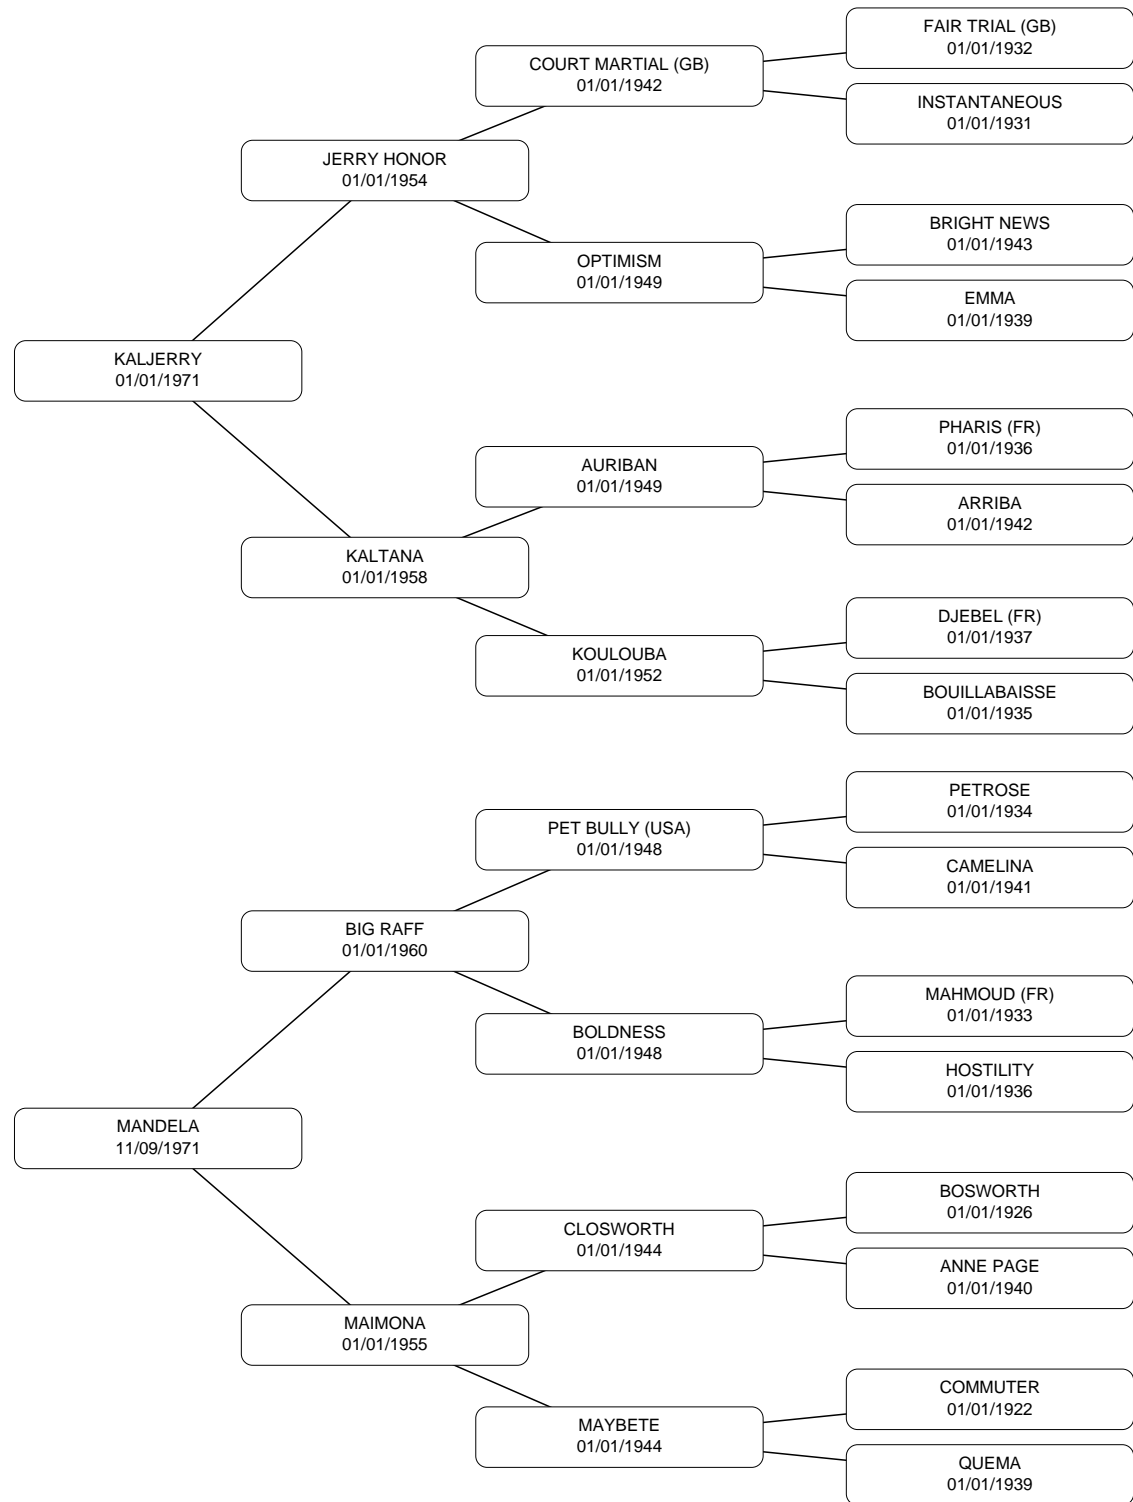 FAIR TRIAL (GB)
01/01/1932
COURT MARTIAL (GB)
01/01/1942
INSTANTANEOUS
01/01/1931
JERRY HONOR
01/01/1954
BRIGHT NEWS
01/01/1943
OPTIMISM
01/01/1949
EMMA
01/01/1939
KALJERRY
01/01/1971
PHARIS (FR)
01/01/1936
AURIBAN
01/01/1949
ARRIBA
01/01/1942
KALTANA
01/01/1958
DJEBEL (FR)
01/01/1937
KOULOUBA
01/01/1952
BOUILLABAISSE
01/01/1935
PETROSE
01/01/1934
PET BULLY (USA)
01/01/1948
CAMELINA
01/01/1941
BIG RAFF
01/01/1960
MAHMOUD (FR)
01/01/1933
BOLDNESS
01/01/1948
HOSTILITY
01/01/1936
MANDELA
11/09/1971
BOSWORTH
01/01/1926
CLOSWORTH
01/01/1944
ANNE PAGE
01/01/1940
MAIMONA
01/01/1955
COMMUTER
01/01/1922
MAYBETE
01/01/1944
QUEMA
01/01/1939